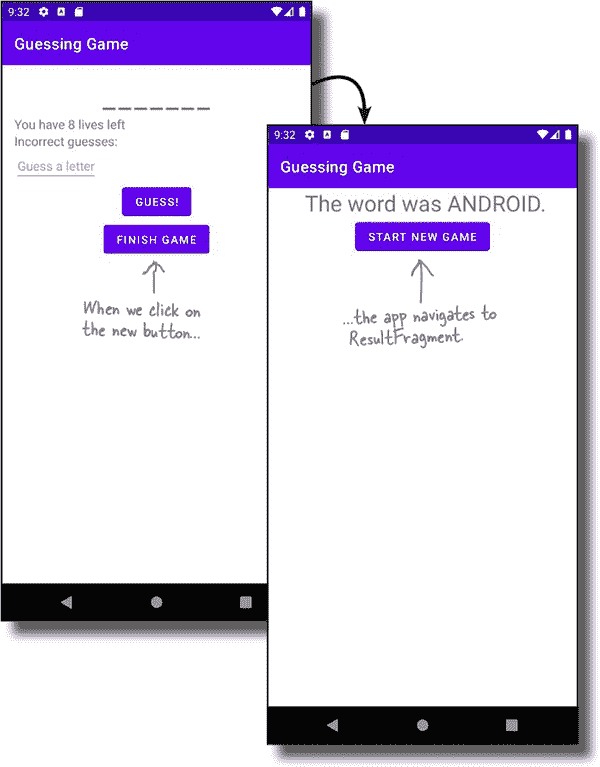 9:32
Guessing Game
_ _ _ _ _ _ _
You have 8 lives left
Incorrect guesses:
Guess a letter
GUESS!
FINISH GAME
When we click on
the new button...
9:32
Guessing Game
The word was ANDROID.
START NEW GAME
...the app navigates to
ResultFragment.